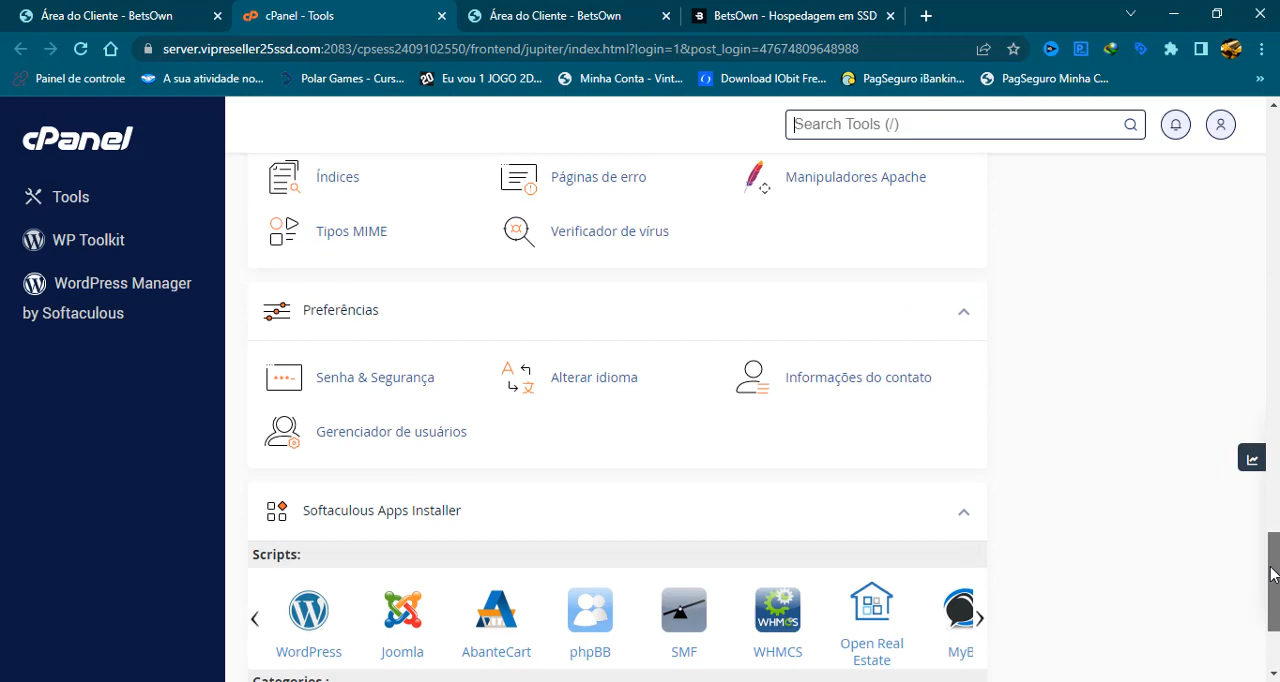 Área do Cliente - BetsOwn
cPanel - Tools
Área do Cliente - BetsOwn
BetsOwn - Hospedagem em SSD
server.vipreseller25ssd.com:2083/cpsess2409102550/frontend/jupiter/index.html?login=1&post_login=47674809648988
Painel de controle
A sua atividade no...
Polar Games - Curs...
Eu vou 1 JOGO 2D...
Minha Conta - Vint...
Download IObit Fre...
PagSeguro iBankin...
PagSeguro Minha C...
»
cPanel
Search Tools (/)
Tools
WP Toolkit
WordPress Manager
by Softaculous
Índices
Páginas de erro
Manipuladores Apache
Tipos MIME
Verificador de vírus
Preferências
Senha & Segurança
Alterar idioma
Informações do contato
Gerenciador de usuários
Softaculous Apps Installer
Scripts:
WordPress
Joomla
AbanteCart
phpBB
SMF
WHMCS
Open Real
Estate
MyB
Categories :